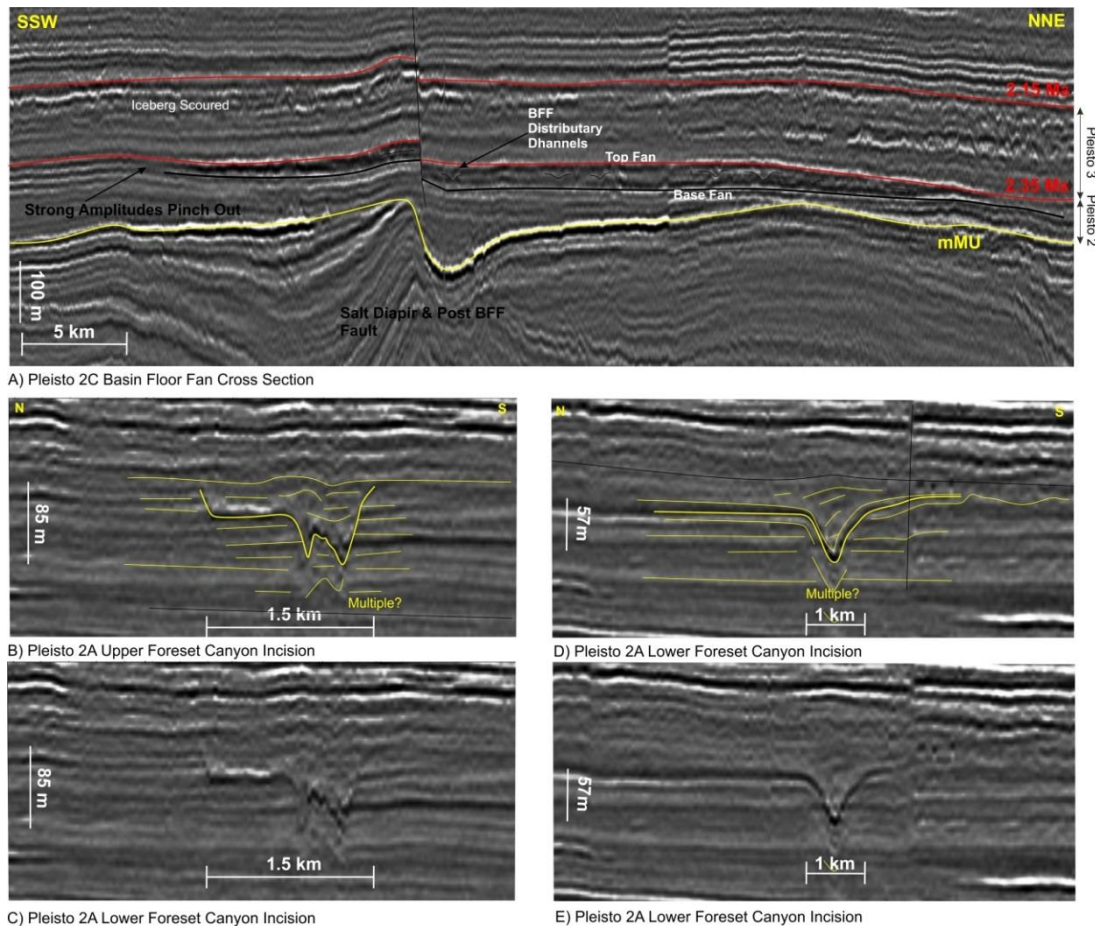 SSW
NNE
2.15 Ma
Iceberg Scoured
BFF
Distributary
Dhannels
Top Fan
Pleisto 3
2.35 Ma
Strong Amplitudes Pinch Out
Base Fan
Pleisto 2
mMU
100 m
Salt Diapir & Post BFF
Fault
5 km
A) Pleisto 2C Basin Floor Fan Cross Section
N
S
85 m
Multiple?
1.5 km
B) Pleisto 2A Upper Foreset Canyon Incision
N
S
57m
Multiple?
1 km
D) Pleisto 2A Lower Foreset Canyon Incision
85 m
1.5 km
C) Pleisto 2A Lower Foreset Canyon Incision
57m
1 km
E) Pleisto 2A Lower Foreset Canyon Incision